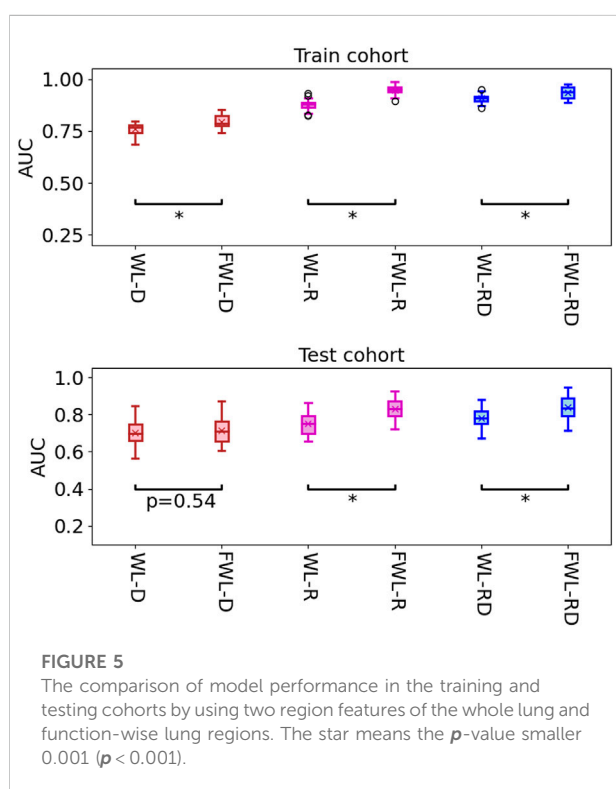 Train cohort
AUC
1.00
0.75
0.50
0.25
* * *
WL-D FWL-D WL-R FWL-R WL-RD FWL-RD
Test cohort
AUC
1.0
0.8
0.6
0.4
0.2
p=0.54 * *
WL-D FWL-D WL-R FWL-R WL-RD FWL-RD
FIGURE 5
The comparison of model performance in the training and
testing cohorts by using two region features of the whole lung and
function-wise lung regions. The star means the p-value smaller
0.001 (p < 0.001).